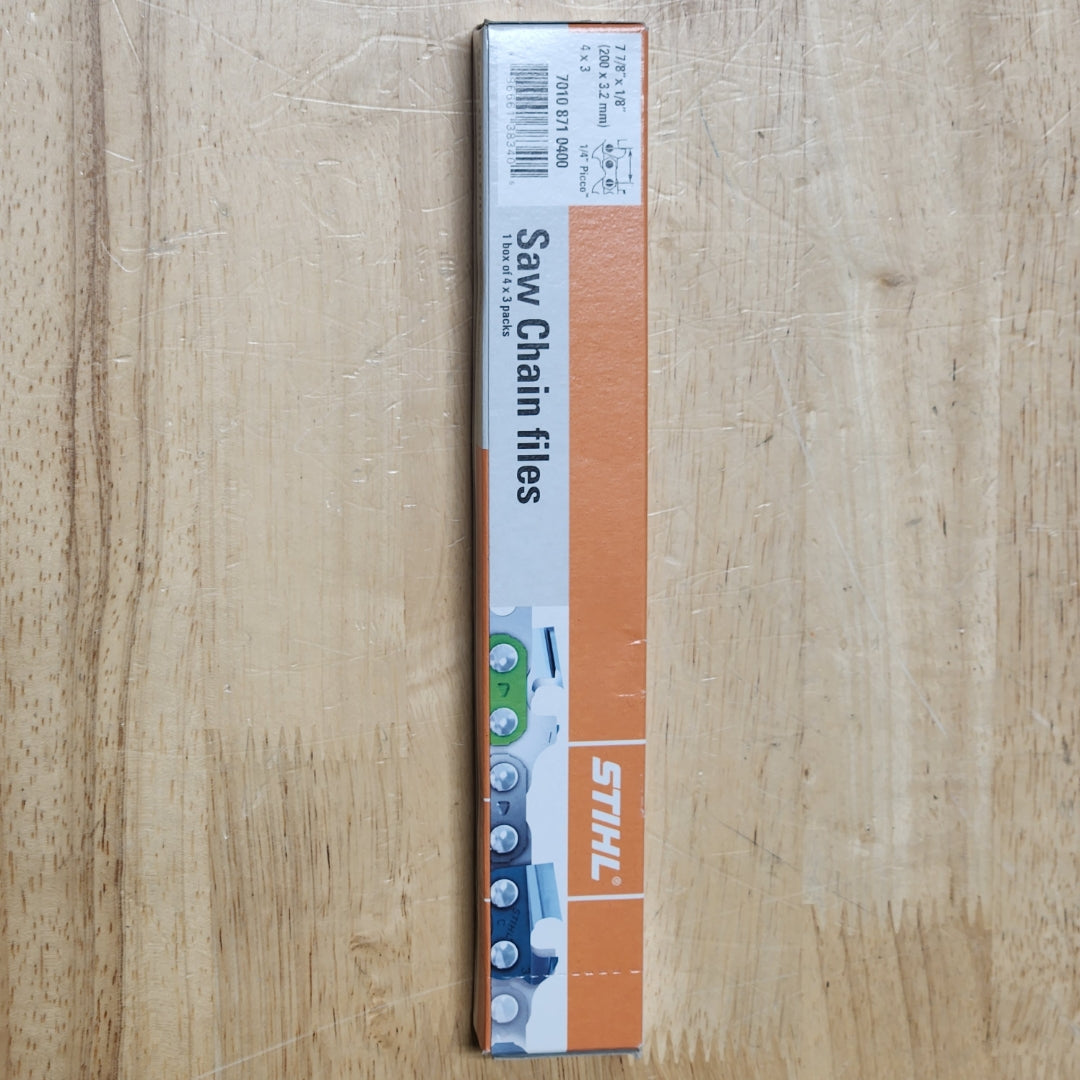 7 7/8" x 1/8"
(200 x 3.2 mm)
4 x 3
1/4" Picco™
7010 871 0400
Saw Chain files
1 box of 4 x 3 packs
STIHL®
STIHL